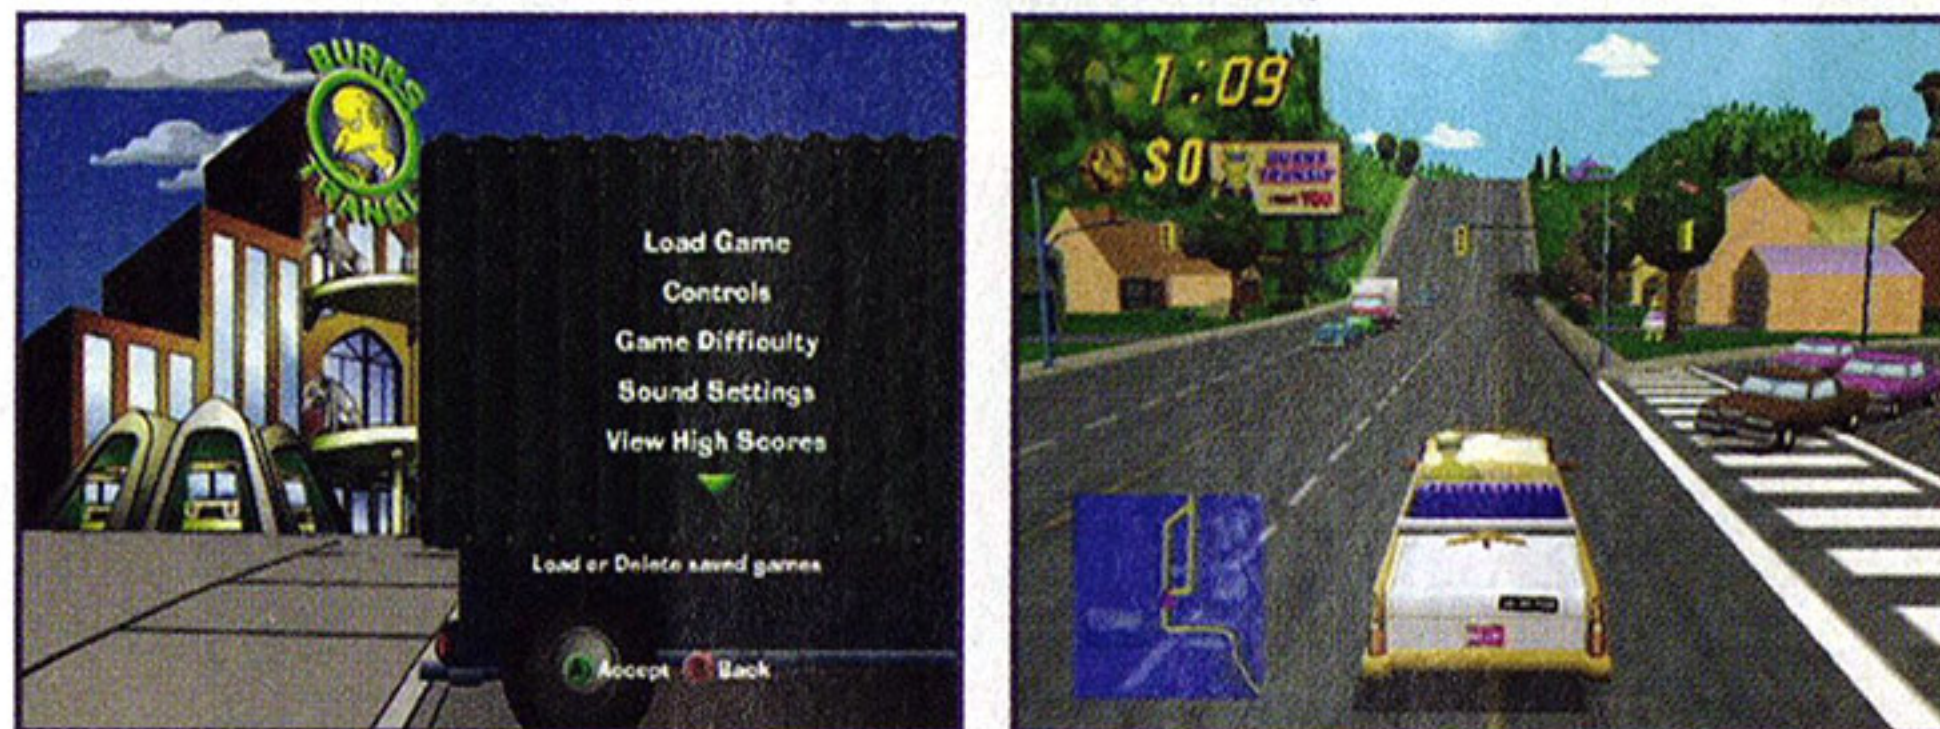 BURNS
TRANSIT
Load Game
Controls
Game Difficulty
Sound Settings
View High Scores
Load or Delete saved games
Accept Back
1:09
$0
BURNS
TRANSIT
YOU